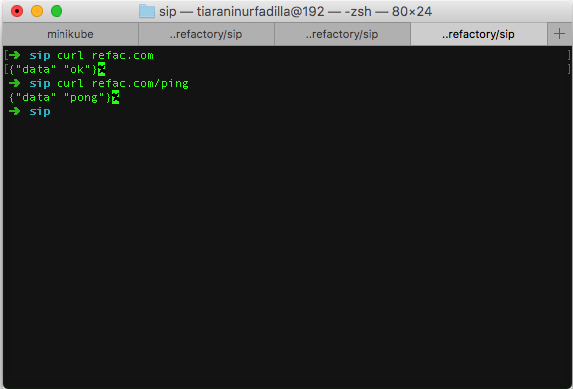 sip — tiaraninurfadilla@192 — -zsh — 80×24
minikube ..refactory/sip ..refactory/sip ..refactory/sip +
[➜ sip curl refac.com ]
[{"data" "ok"}% ]
➜ sip curl refac.com/ping
{"data" "pong"}%
➜ sip